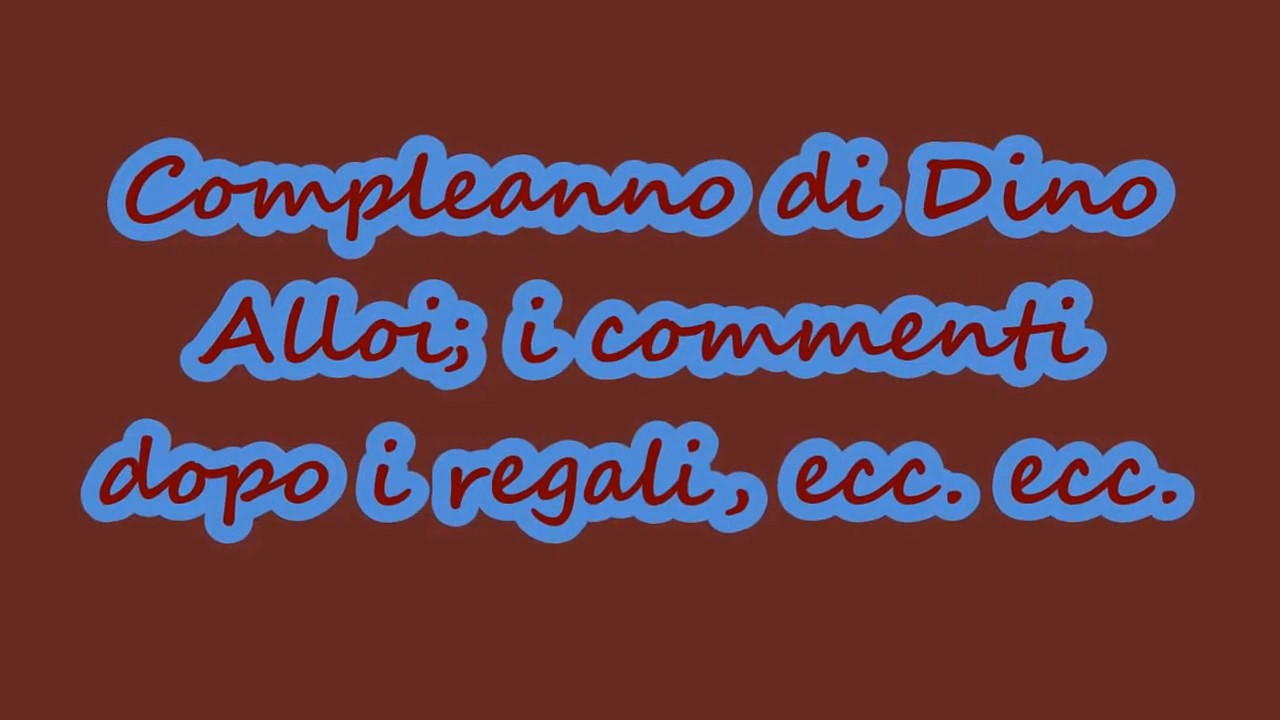 Compleanno di Dino
Alloi; i commenti
dopo i regali, ecc. ecc.